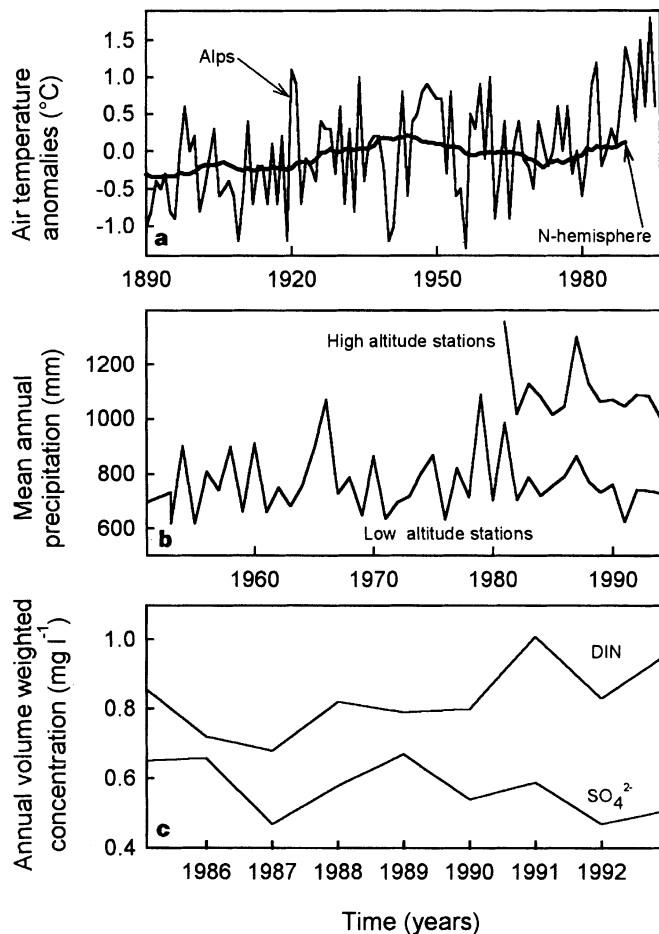 Air temperature
anomalies (°C)
1.5
1.0
0.5
0.0
-0.5
-1.0
Alps
N-hemisphere
a
1890
1920
1950
1980
Mean annual
precipitation (mm)
1200
1000
800
600
High altitude stations
Low altitude stations
b
1960
1970
1980
1990
Annual volume weighted
concentration (mg l⁻¹)
1.0
0.8
0.6
0.4
DIN
SO₄²⁻
c
1986
1987
1988
1989
1990
1991
1992
Time (years)